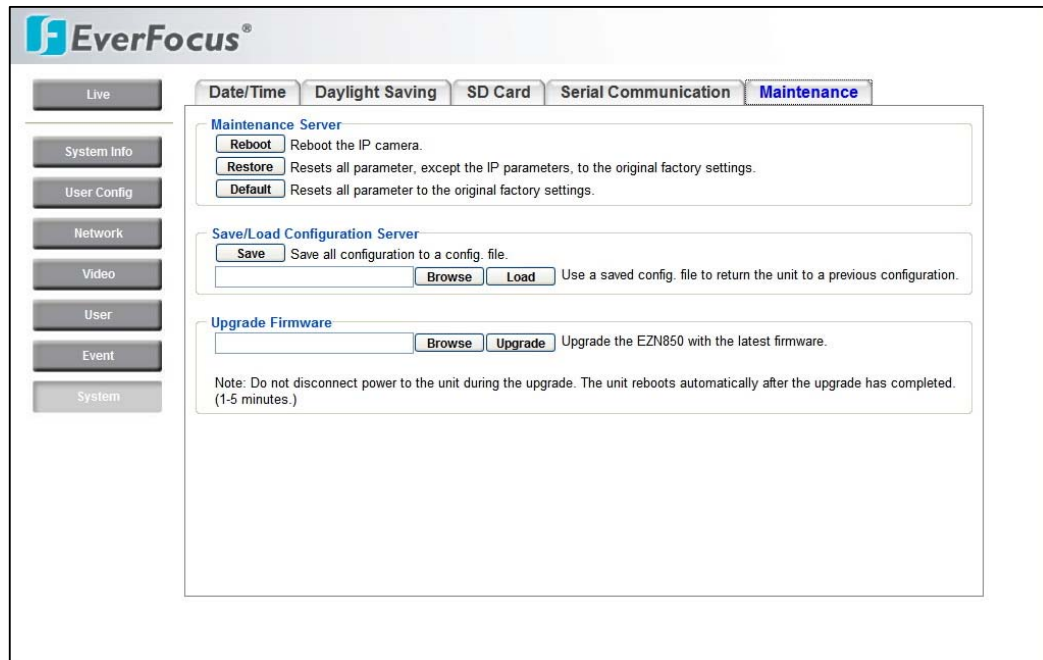 EverFocus®
Live
System Info
User Config
Network
Video
User
Event
System
Date/Time
Daylight Saving
SD Card
Serial Communication
Maintenance
Maintenance Server
Reboot Reboot the IP camera.
Restore Resets all parameter, except the IP parameters, to the original factory settings.
Default Resets all parameter to the original factory settings.
Save/Load Configuration Server
Save Save all configuration to a config. file.
Browse Load Use a saved config. file to return the unit to a previous configuration.
Upgrade Firmware
Browse Upgrade Upgrade the EZN850 with the latest firmware.
Note: Do not disconnect power to the unit during the upgrade. The unit reboots automatically after the upgrade has completed.
(1-5 minutes.)